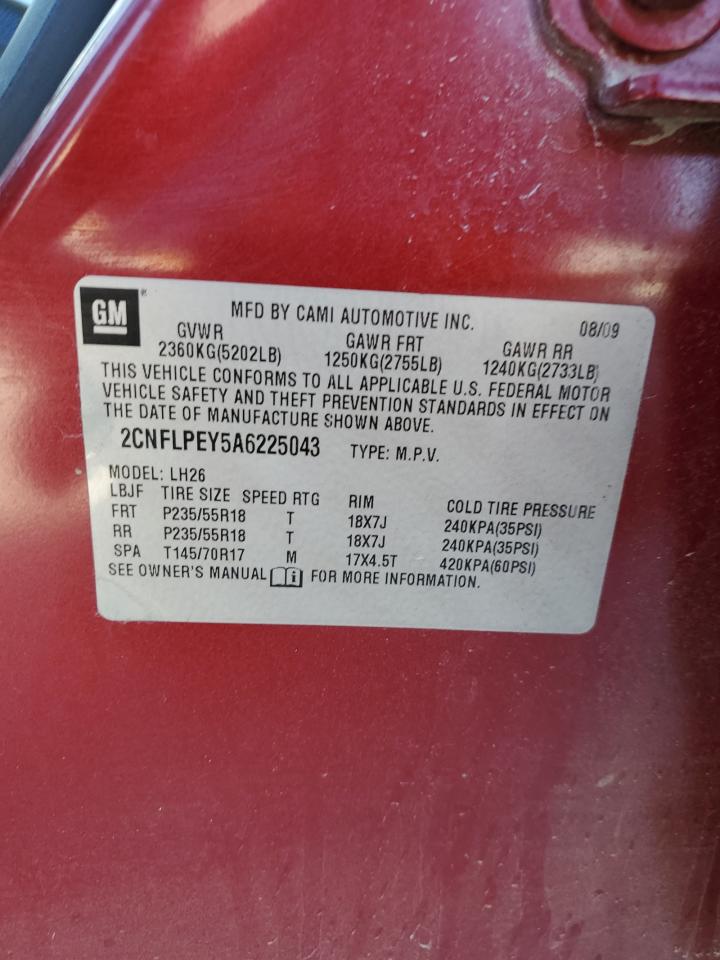 GM®
MFD BY CAMI AUTOMOTIVE INC. 08/09
GVWR GAWR FRT GAWR RR
2360KG(5202LB) 1250KG(2755LB) 1240KG(2733LB)
THIS VEHICLE CONFORMS TO ALL APPLICABLE U.S. FEDERAL MOTOR
VEHICLE SAFETY AND THEFT PREVENTION STANDARDS IN EFFECT ON
THE DATE OF MANUFACTURE SHOWN ABOVE.
2CNFLPEY5A6225043 TYPE: M.P.V.
MODEL: LH26
LBJF TIRE SIZE SPEED RTG RIM COLD TIRE PRESSURE
FRT P235/55R18 T 18X7J 240KPA(35PSI)
RR P235/55R18 T 18X7J 240KPA(35PSI)
SPA T145/70R17 M 17X4.5T 420KPA(60PSI)
SEE OWNER'S MANUAL i FOR MORE INFORMATION.